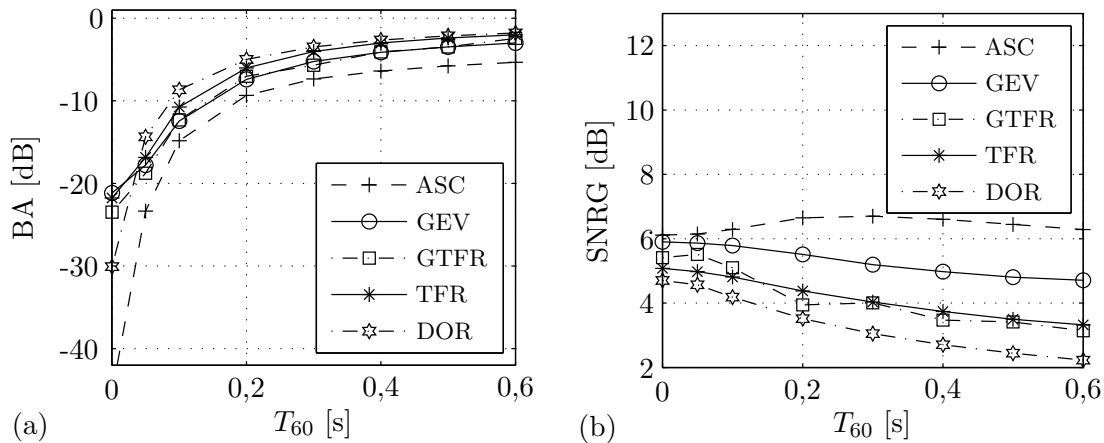 0
-10
-20
-30
-40
BA [dB]
0
0,2
0,4
0,6
T60 [s]
ASC
GEV
GTFR
TFR
DOR
(a)
12
10
8
6
4
2
SNRG [dB]
0
0,2
0,4
0,6
T60 [s]
ASC
GEV
GTFR
TFR
DOR
(b)